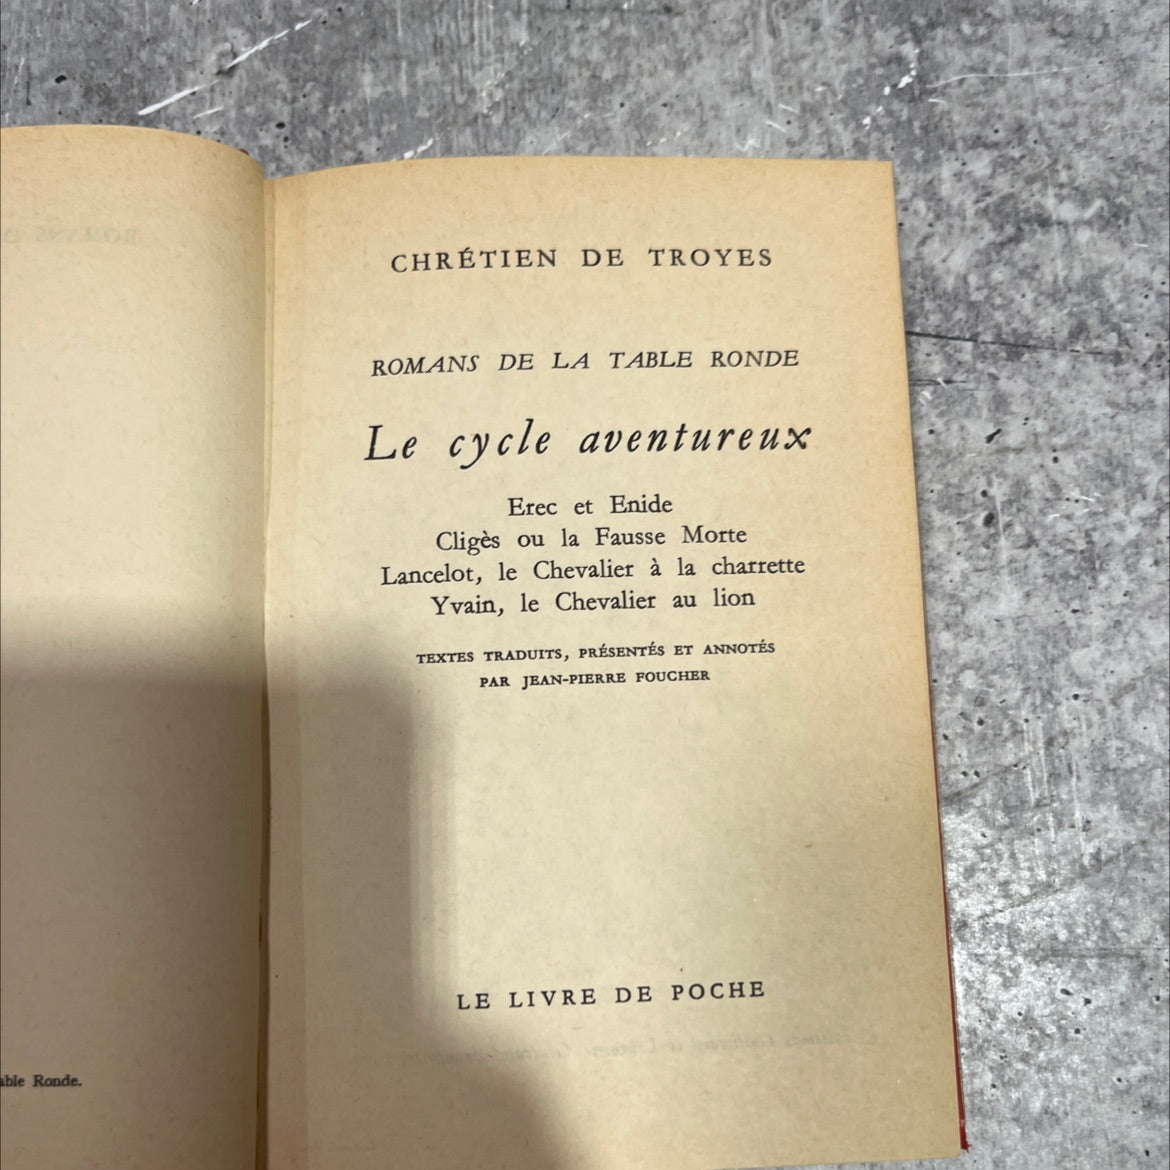 CHRÉTIEN DE TROYES
ROMANS DE LA TABLE RONDE
Le cycle aventureux
Erec et Enide
Cligès ou la Fausse Morte
Lancelot, le Chevalier à la charrette
Yvain, le Chevalier au lion
TEXTES TRADUITS, PRÉSENTÉS ET ANNOTÉS
PAR JEAN-PIERRE FOUCHER
LE LIVRE DE POCHE
Ronde.